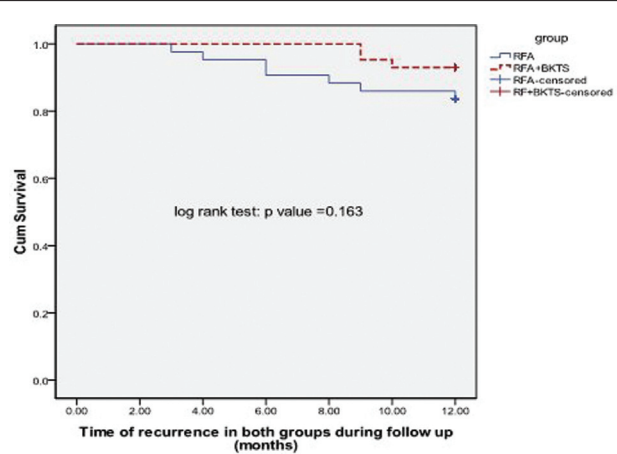 group
RFA
RFA+BKTS
RFA-censored
RF+BKTS-censored
1.0
0.8
0.6
0.4
0.2
0.0
Cum Survival
log rank test: p value =0.163
0.00 2.00 4.00 6.00 8.00 10.00 12.00
Time of recurrence in both groups during follow up
(months)